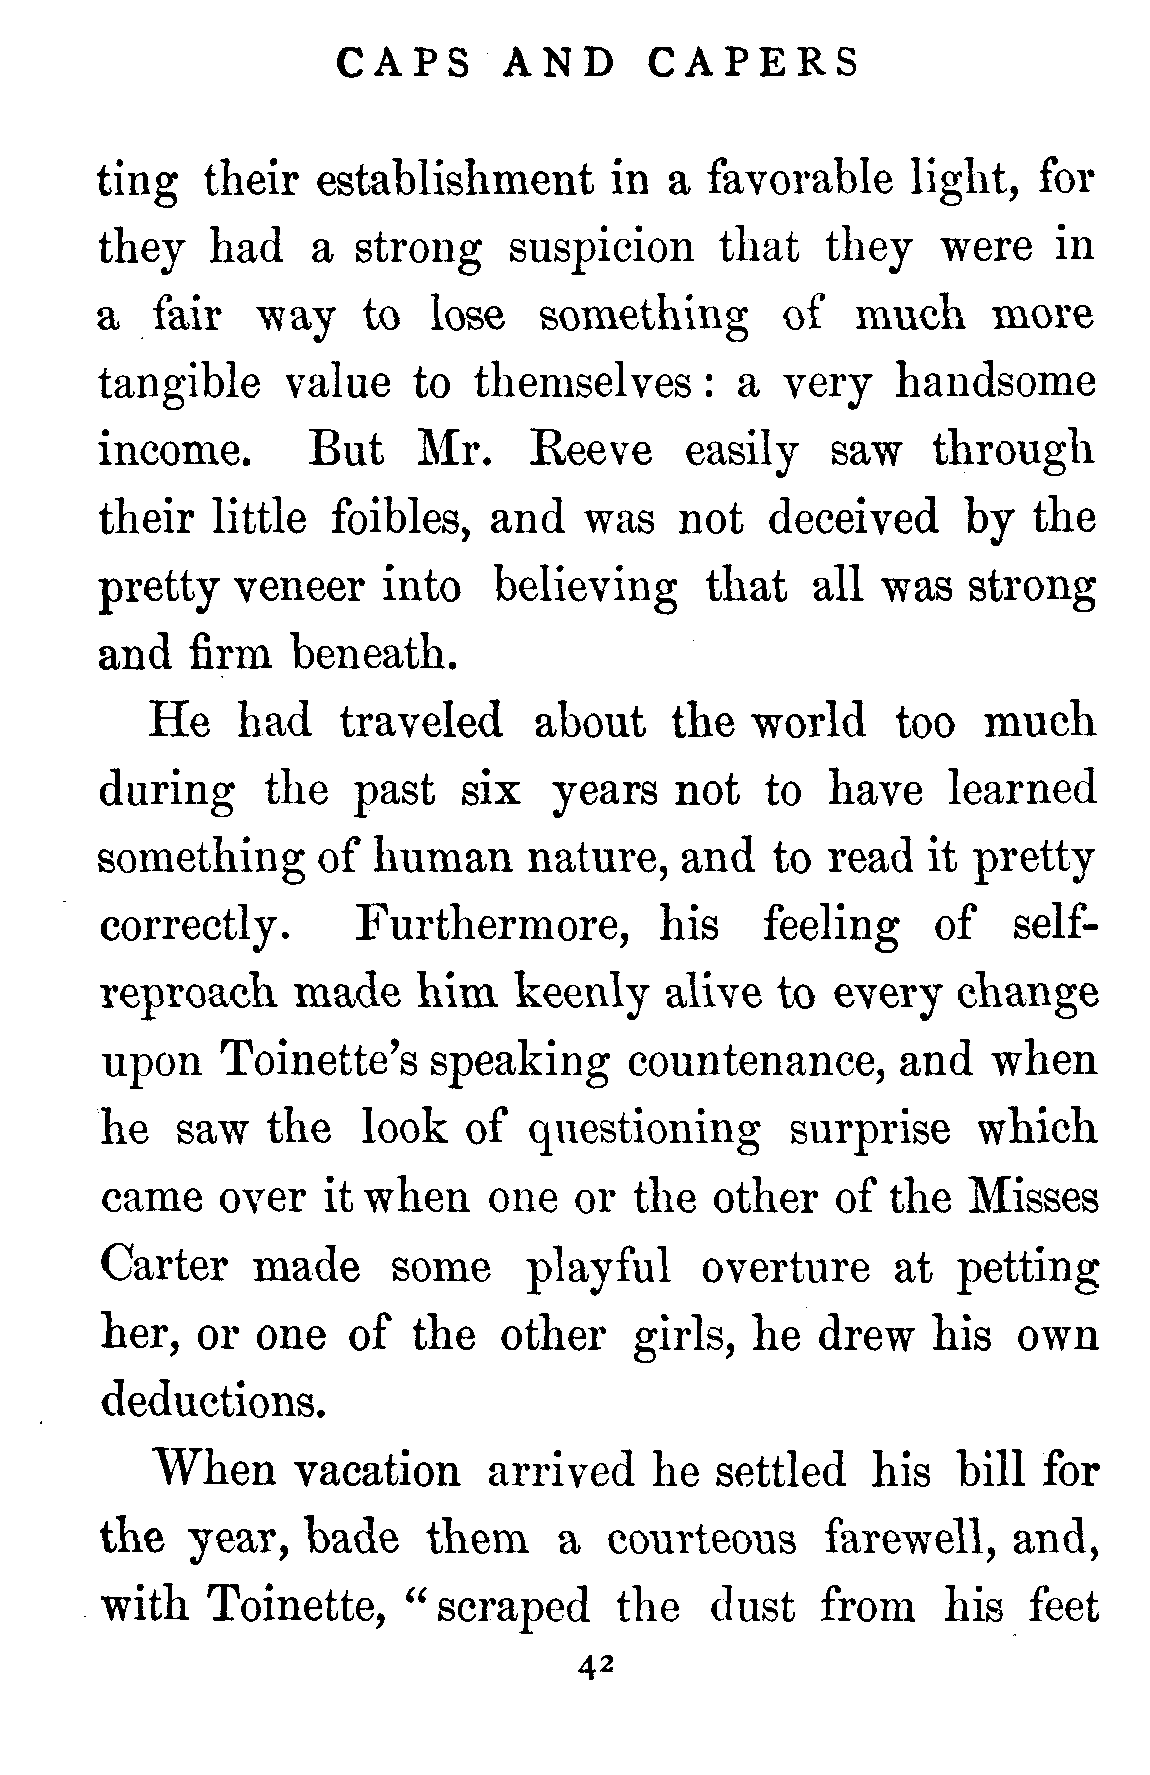 CAPS AND CAPERS
ting their establishment in a favorable light, for
they had a strong suspicion that they were in
a fair way to lose something of much more
tangible value to themselves : a very handsome
income. But Mr. Reeve easily saw through
their little foibles, and was not deceived by the
pretty veneer into believing that all was strong
and firm beneath.
He had traveled about the world too much
during the past six years not to have learned
something of human nature, and to read it pretty
correctly. Furthermore, his feeling of self-
reproach made him keenly alive to every change
upon Toinette's speaking countenance, and when
he saw the look of questioning surprise which
came over it when one or the other of the Misses
Carter made some playful overture at petting
her, or one of the other girls, he drew his own
deductions.
When vacation arrived he settled his bill for
the year, bade them a courteous farewell, and,
with Toinette, “ scraped the dust from his feet
42